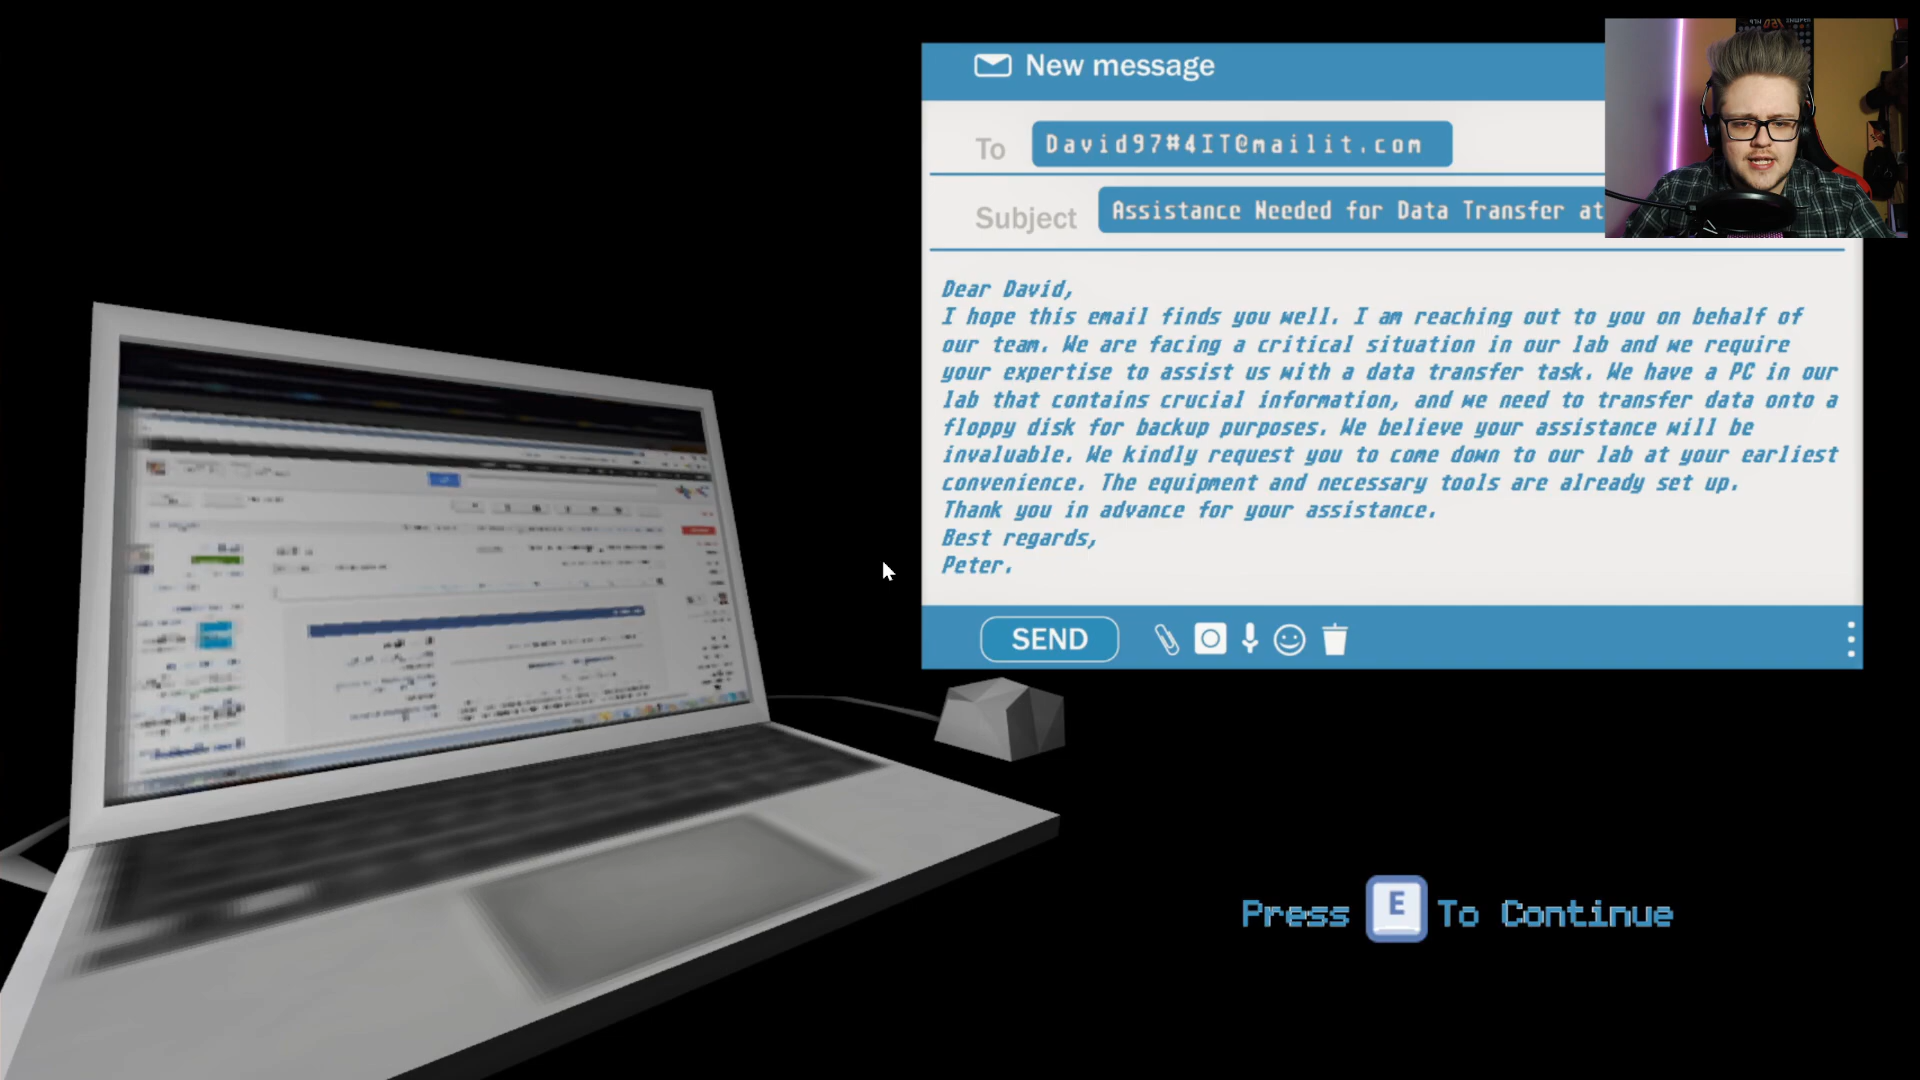 New message
To David97#4IT@mailit.com
Subject Assistance Needed for Data Transfer at
Dear David,
I hope this email finds you well. I am reaching out to you on behalf of
our team. We are facing a critical situation in our lab and we require
your expertise to assist us with a data transfer task. We have a PC in our
lab that contains crucial information, and we need to transfer data onto a
floppy disk for backup purposes. We believe your assistance will be
invaluable. We kindly request you to come down to our lab at your earliest
convenience. The equipment and necessary tools are already set up.
Thank you in advance for your assistance.
Best regards,
Peter.
SEND
Press E To Continue